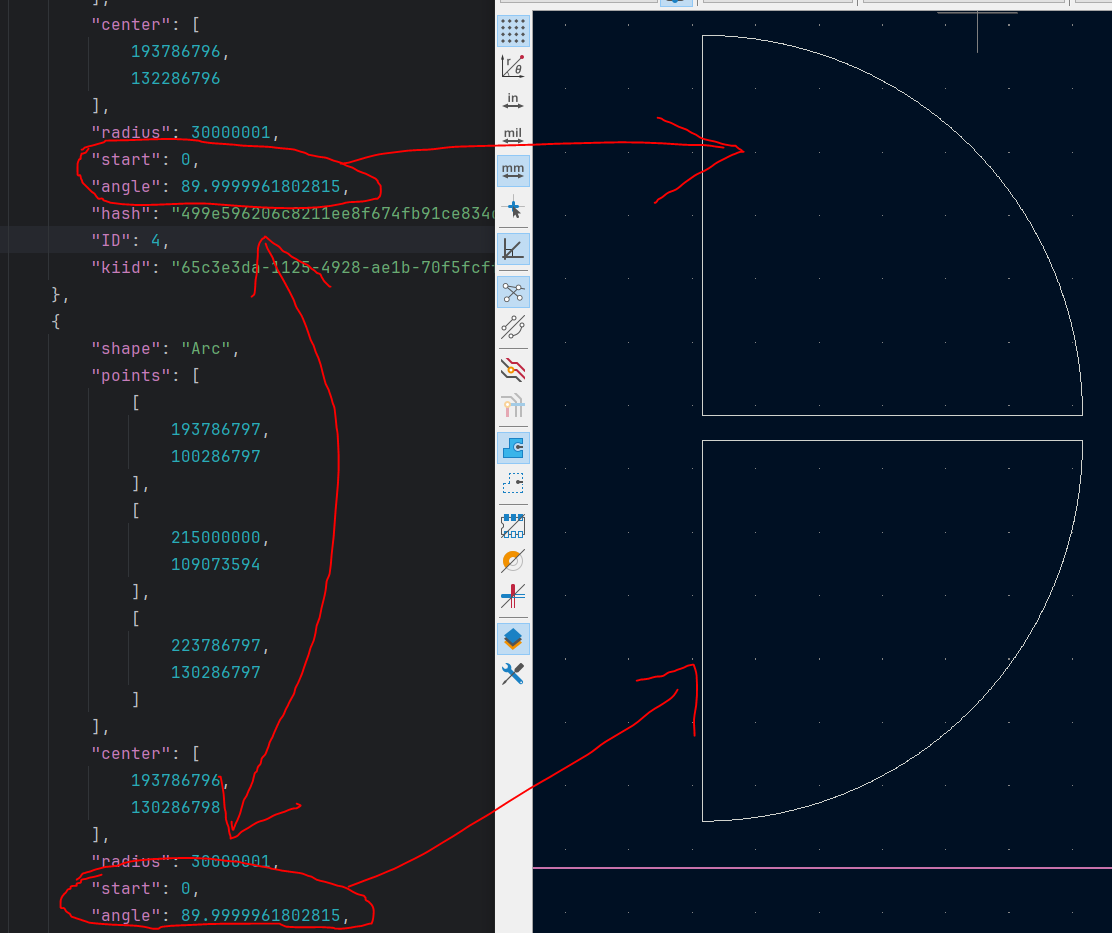 ],
"center": [
193786796,
132286796
],
"radius": 30000001,
"start": 0,
"angle": 89.9999961802815,
"hash": "499e596206c8211ee8f674fb91ce834
"ID": 4,
"kiid": "65c3e3da-1125-4928-ae1b-70f5fcf
},
{
"shape": "Arc",
"points": [
[
193786797,
100286797
],
[
215000000,
109073594
],
[
223786797,
130286797
]
],
"center": [
193786796,
130286798
],
"radius": 30000001,
"start": 0,
"angle": 89.9999961802815,
r
θ
in
mil
mm